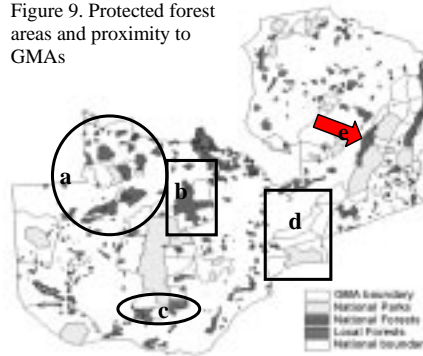 Figure 9. Protected forest
areas and proximity to
GMAs
e
a
b
d
c
GMA boundary
National Parks
National Forests
Local Forests
National boundary